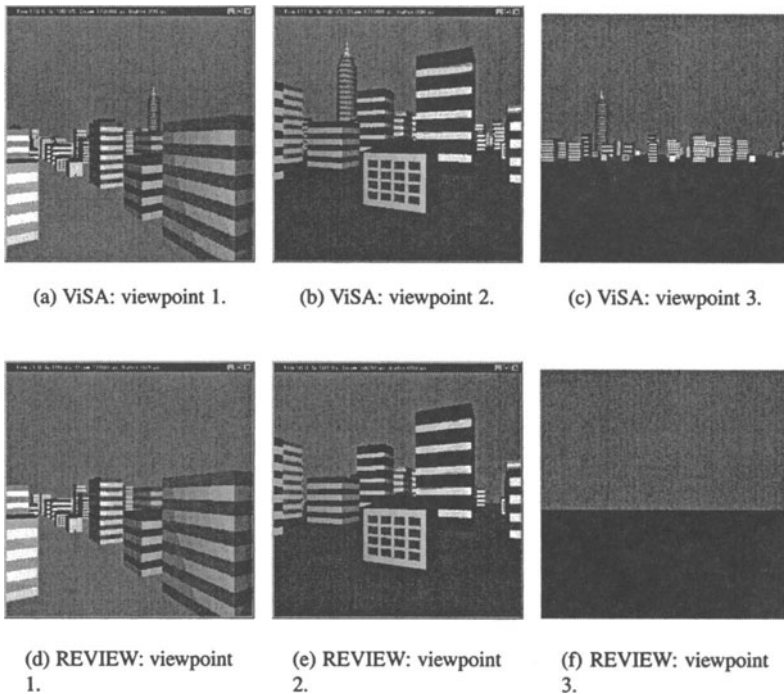 (a) ViSA: viewpoint 1.
(b) ViSA: viewpoint 2.
(c) ViSA: viewpoint 3.
(d) REVIEW: viewpoint
1.
(e) REVIEW: viewpoint
2.
(f) REVIEW: viewpoint
3.